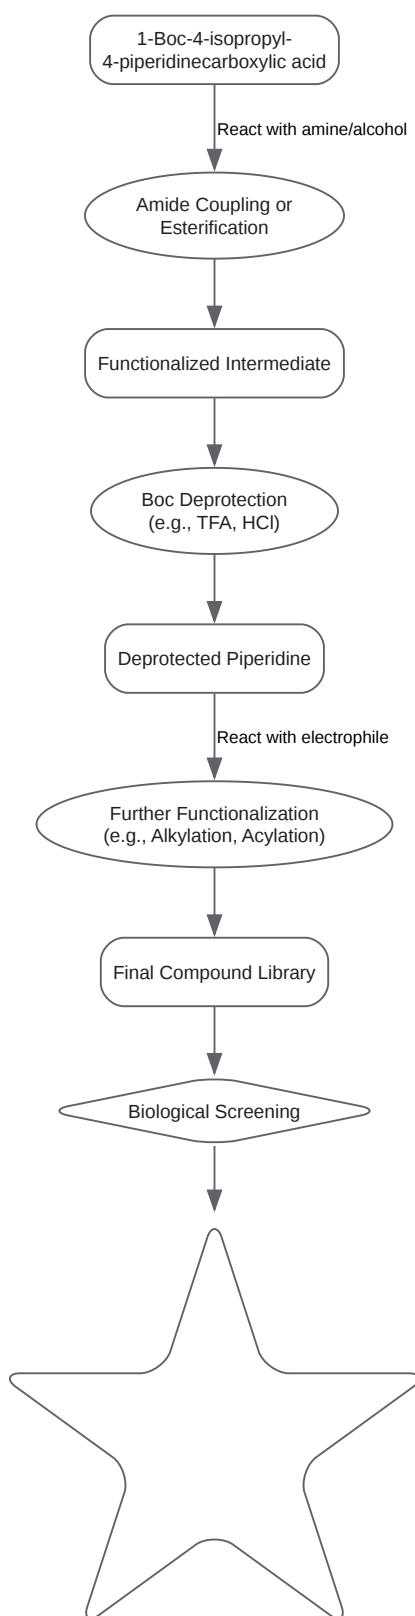 1-Boc-4-isopropyl-
4-piperidinecarboxylic acid
React with amine/alcohol
Amide Coupling or
Esterification
Functionalized Intermediate
Boc Deprotection
(e.g., TFA, HCl)
Deprotected Piperidine
React with electrophile
Further Functionalization
(e.g., Alkylation, Acylation)
Final Compound Library
Biological Screening